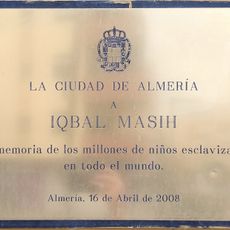 LA CIUDAD DE ALMERÍA
A
IQBAL MASIH
memoria de los millones de niños
en todo el mundo.
Almería, 16 de Abril de 2008